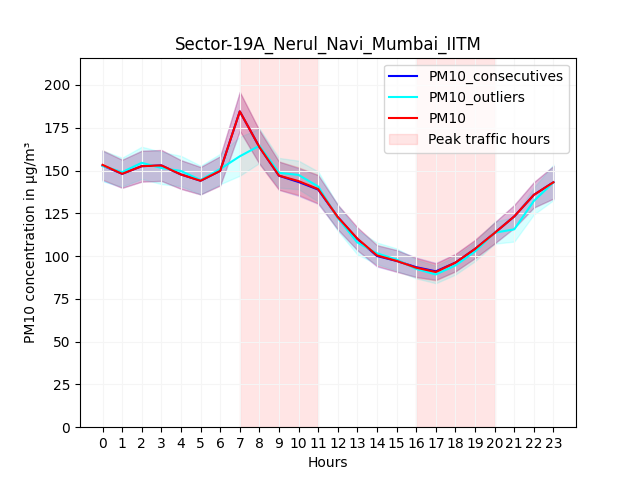 Sector-19A_Nerul_Navi_Mumbai_IITM
PM10_consecutives
PM10_outliers
PM10
Peak traffic hours
PM10 concentration in µg/m³
200
175
150
125
100
75
50
25
0
0 1 2 3 4 5 6 7 8 9 10 11 12 13 14 15 16 17 18 19 20 21 22 23
Hours